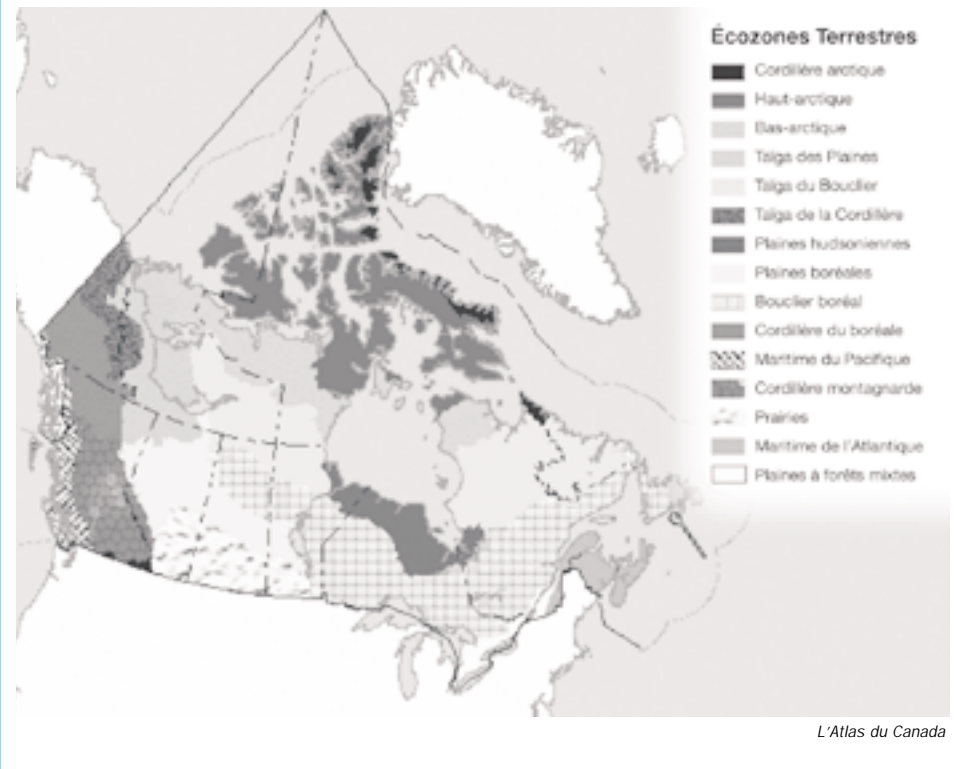 Écozones Terrestres
Cordillère arctique
Haut-arctique
Bas-arctique
Taïga des Plaines
Taïga du Bouclier
Taïga de la Cordillère
Plaines hudsoniennes
Plaines boréales
Bouclier boréal
Cordillère du boréale
Maritime du Pacifique
Cordillère montagnarde
Prairies
Maritime de l'Atlantique
Plaines à forêts mixtes
L'Atlas du Canada